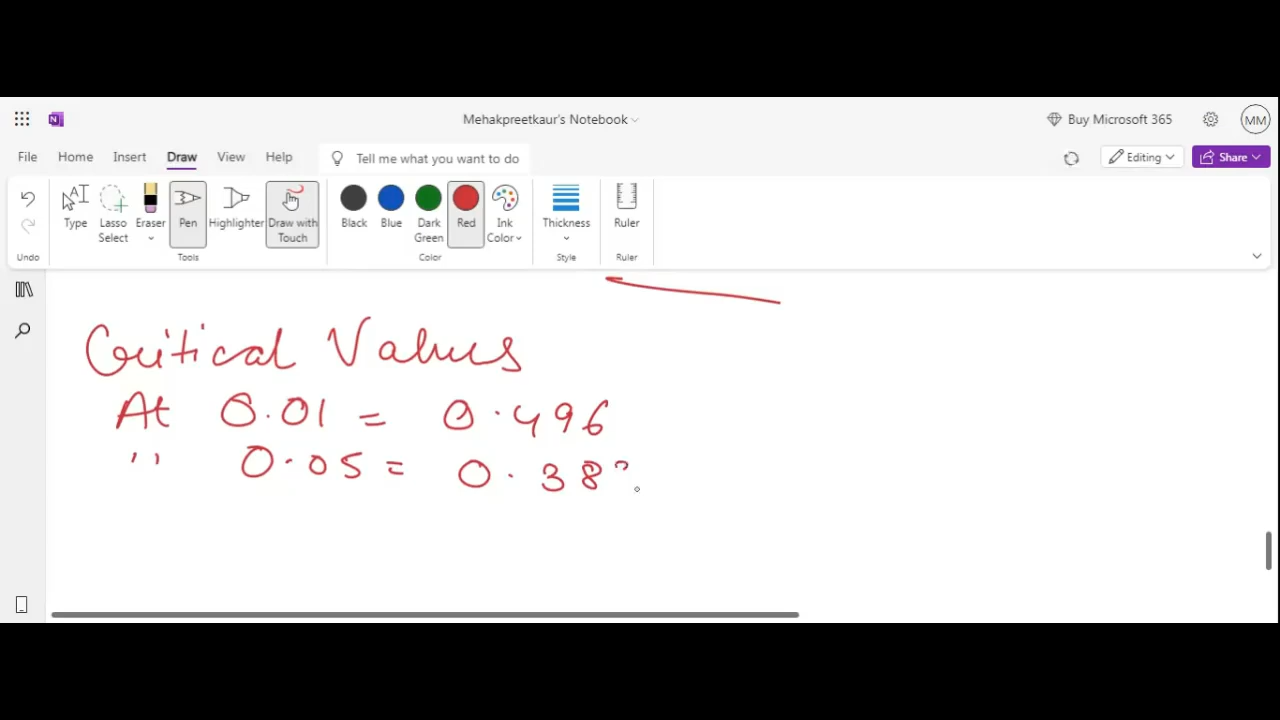 Mehakpreetkaur's Notebook
Buy Microsoft 365
MM
File Home Insert Draw View Help
Tell me what you want to do
Editing
Share
Type
Lasso Select
Eraser
Pen
Highlighter
Draw with Touch
Black
Blue
Dark Green
Red
Ink Color
Thickness
Ruler
Undo
Tools
Color
Style
Ruler
Critical Values
At 0.01 = 0.496
" 0.05 = 0.38